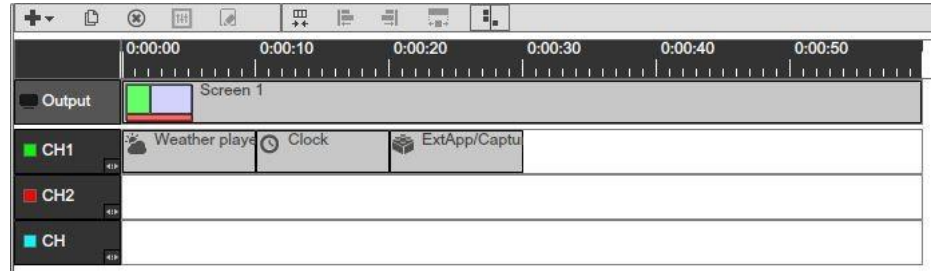 0:00:00 0:00:10 0:00:20 0:00:30 0:00:40 0:00:50
Output Screen 1
CH1 Weather playe Clock ExtApp/Captu
CH2
CH